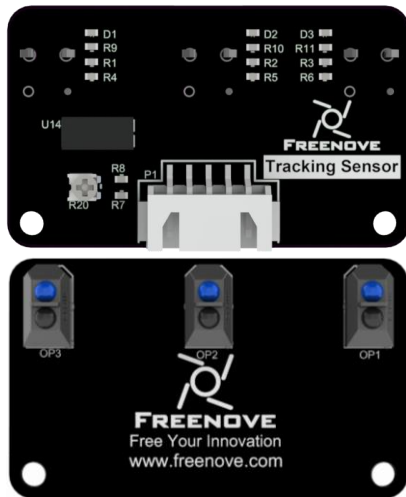 D1 D2 D3
R9 R10 R11
R1 R2 R3
R4 R5 R6
U14
FREENOVE
Tracking Sensor
R8 P1
R20 R7
OP3 OP2 OP1
FREENOVE
Free Your Innovation
www.freenove.com